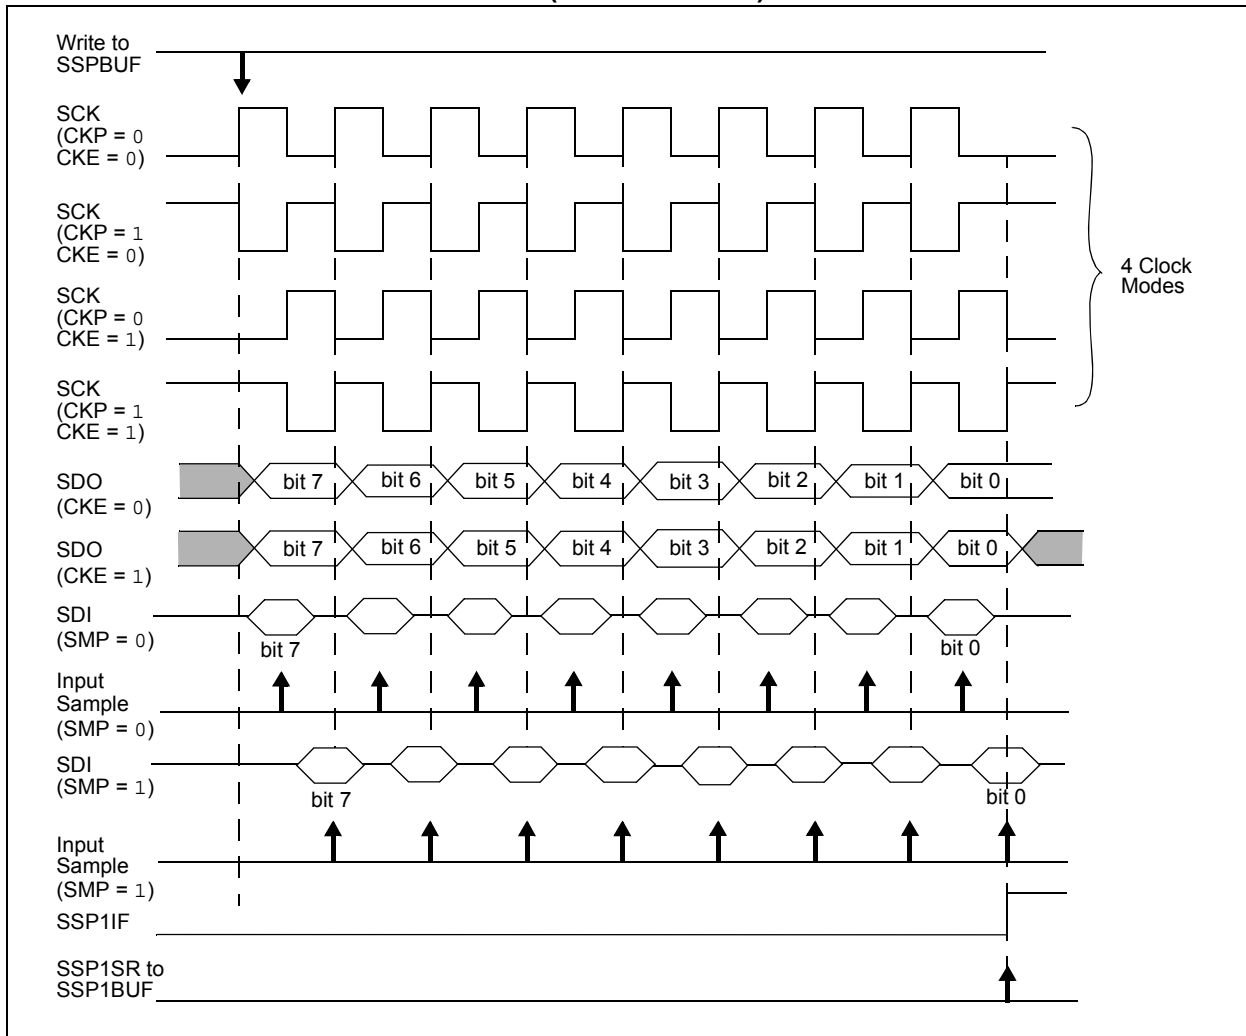 Write to
SSPBUF
SCK
(CKP = 0
CKE = 0)
SCK
(CKP = 1
CKE = 0)
SCK
(CKP = 0
CKE = 1)
SCK
(CKP = 1
CKE = 1)
4 Clock
Modes
SDO
(CKE = 0)
bit 7 bit 6 bit 5 bit 4 bit 3 bit 2 bit 1 bit 0
SDO
(CKE = 1)
bit 7 bit 6 bit 5 bit 4 bit 3 bit 2 bit 1 bit 0
SDI
(SMP = 0)
bit 7 bit 0
Input
Sample
(SMP = 0)
SDI
(SMP = 1)
bit 7 bit 0
Input
Sample
(SMP = 1)
SSP1IF
SSP1SR to
SSP1BUF